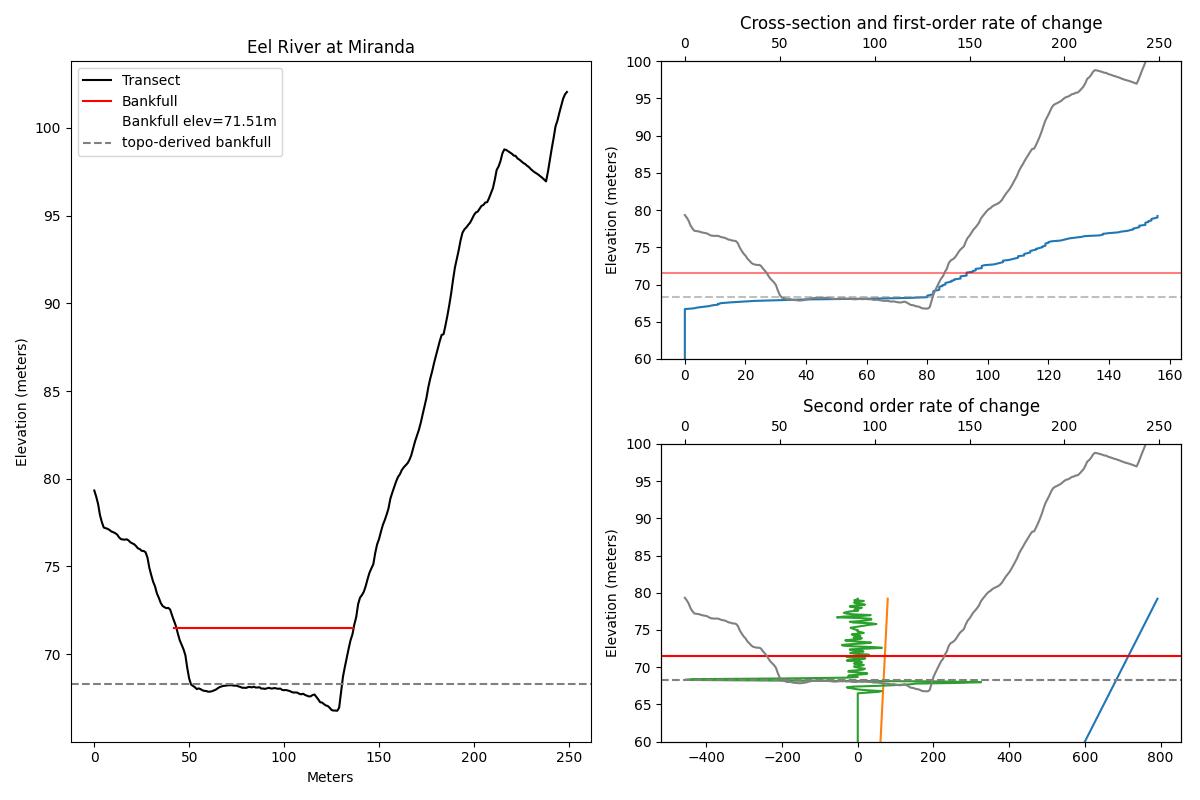 Eel River at Miranda
Transect
Bankfull
Bankfull elev=71.51m
topo-derived bankfull
Elevation (meters)
100
95
90
85
80
75
70
0 50 100 150 200 250
Meters
Cross-section and first-order rate of change
0 50 100 150 200 250
Elevation (meters)
100
95
90
85
80
75
70
65
60
0 20 40 60 80 100 120 140 160
Second order rate of change
0 50 100 150 200 250
Elevation (meters)
100
95
90
85
80
75
70
65
60
−400 −200 0 200 400 600 800